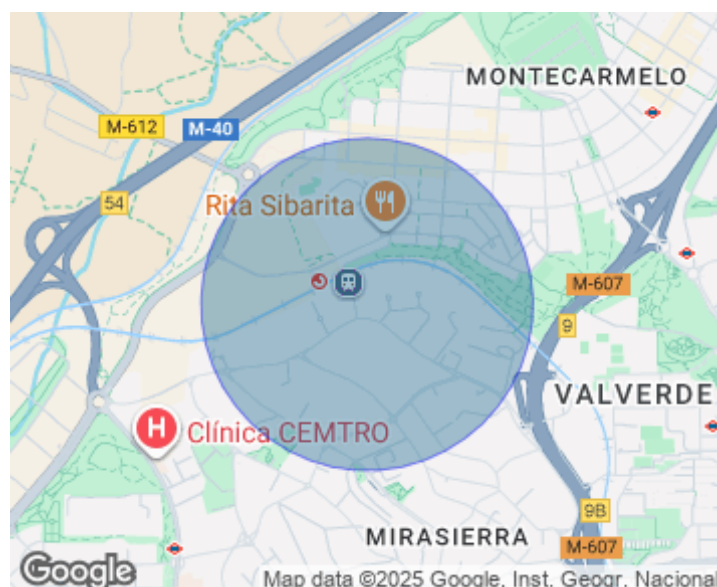 MONTECARMELO
M-612
M-40
54
Rita Sibarita
M-607
9
VALVERDE
H
Clínica CEMTRO
9B
MIRASIERRA
M-607
Google
Map data ©2025 Google, Inst. Geogr. Nacional